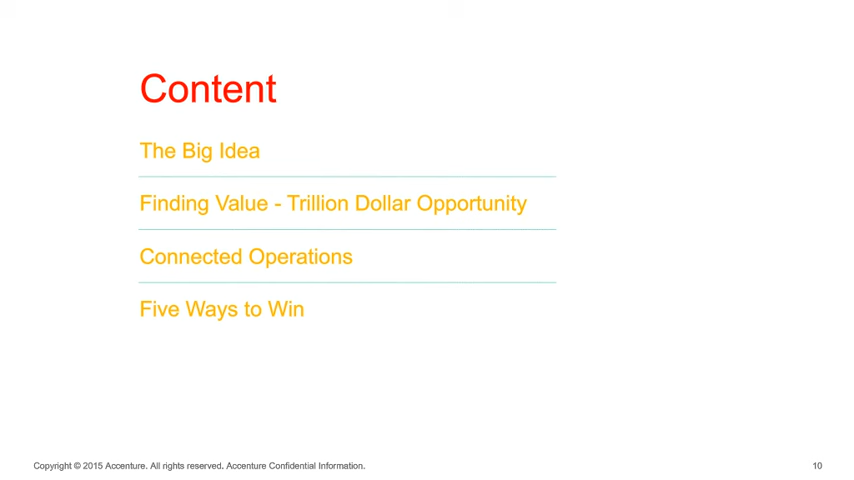 Content
The Big Idea
Finding Value - Trillion Dollar Opportunity
Connected Operations
Five Ways to Win
Copyright © 2015 Accenture. All rights reserved. Accenture Confidential Information.
10